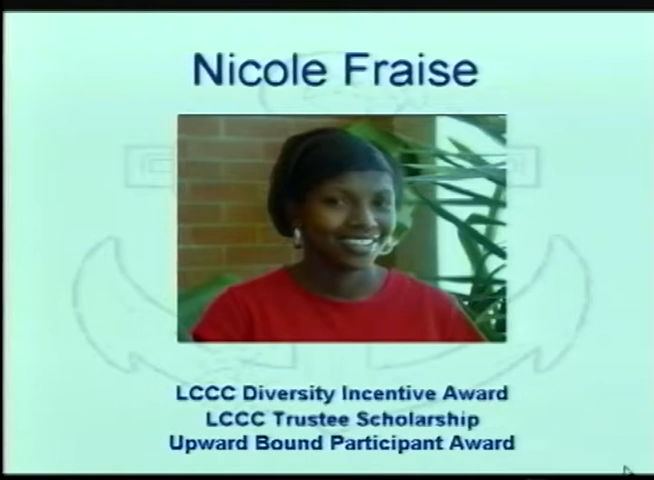 Nicole Fraise
LCCC Diversity Incentive Award
LCCC Trustee Scholarship
Upward Bound Participant Award